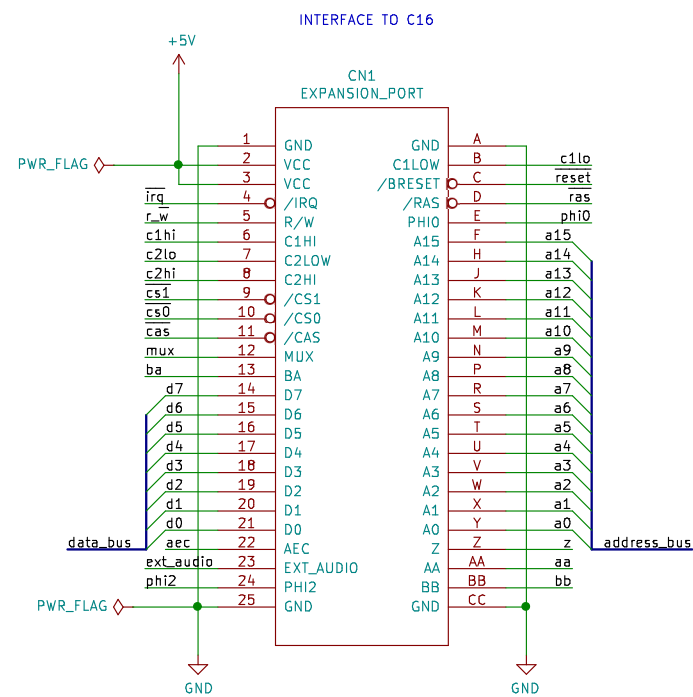 INTERFACE TO C16
+5V
CN1
EXPANSION_PORT
1 GND GND A
PWR_FLAG 2 VCC C1LOW B c1lo
3 VCC /BRESET C reset
irq 4 /IRQ /RAS D ras
r_w 5 R/W PHI0 E phi0
c1hi 6 C1HI A15 F a15
c2lo 7 C2LOW A14 H a14
c2hi 8 C2HI A13 J a13
cs1 9 /CS1 A12 K a12
cs0 10 /CS0 A11 L a11
cas 11 /CAS A10 M a10
mux 12 MUX A9 N a9
ba 13 BA A8 P a8
d7 14 D7 A7 R a7
d6 15 D6 A6 S a6
d5 16 D5 A5 T a5
d4 17 D4 A4 U a4
d3 18 D3 A3 V a3
d2 19 D2 A2 W a2
d1 20 D1 A1 X a1
d0 21 D0 A0 Y a0
data_bus aec 22 AEC Z Z z address_bus
ext_audio 23 EXT_AUDIO AA AA aa
phi2 24 PHI2 BB BB bb
PWR_FLAG 25 GND GND CC
GND GND